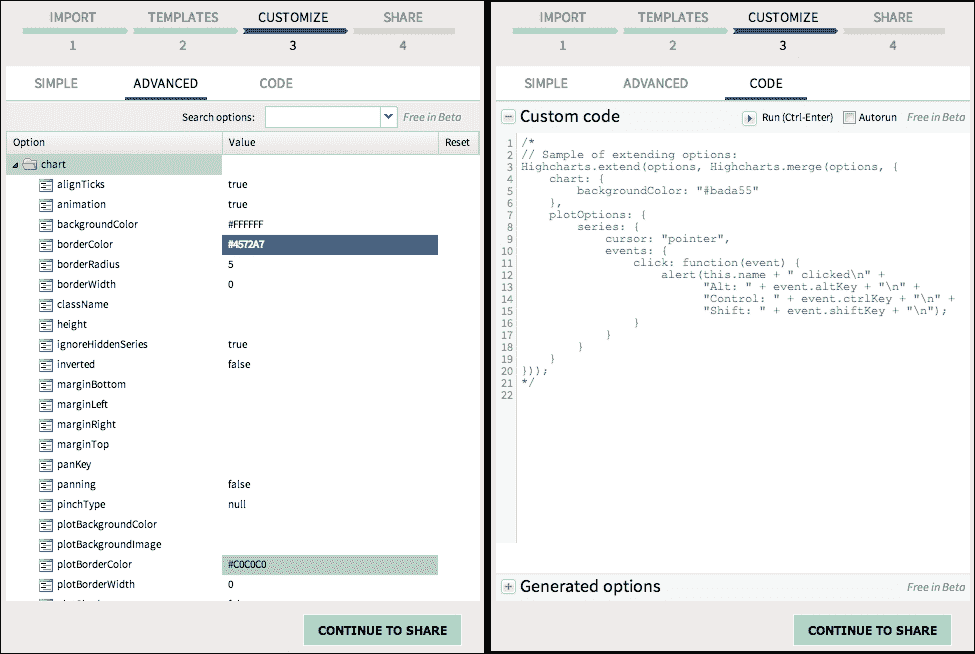 IMPORT TEMPLATES CUSTOMIZE SHARE
1 2 3 4
SIMPLE ADVANCED CODE
Search options: Free in Beta
Option Value Reset
chart
alignTicks true
animation true
backgroundColor #FFFFFF
borderColor #4572A7
borderRadius 5
borderWidth 0
className
height
ignoreHiddenSeries true
inverted false
marginBottom
marginLeft
marginRight
marginTop
panKey
panning false
pinchType null
plotBackgroundColor
plotBackgroundImage
plotBorderColor #C0C0C0
plotBorderWidth 0
CONTINUE TO SHARE
IMPORT TEMPLATES CUSTOMIZE SHARE
1 2 3 4
SIMPLE ADVANCED CODE
Custom code Run (Ctrl-Enter) Autorun Free in Beta
1 /*
2 // Sample of extending options:
3 Highcharts.extend(options, Highcharts.merge(options, {
4 chart: {
5 backgroundColor: "#bada55"
6 },
7 plotOptions: {
8 series: {
9 cursor: "pointer",
10 events: {
11 click: function(event) {
12 alert(this.name + " clicked\n" +
13 "Alt: " + event.altKey + "\n" +
14 "Control: " + event.ctrlKey + "\n" +
15 "Shift: " + event.shiftKey + "\n");
16 }
17 }
18 }
19 }
20 }));
21 */
22
Generated options Free in Beta
CONTINUE TO SHARE